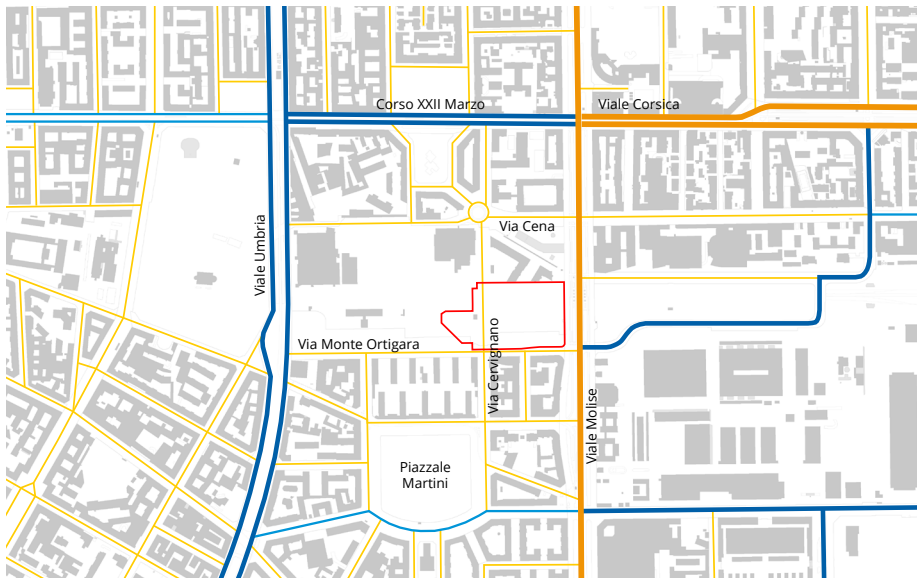 Corso XXII Marzo
Viale Corsica
Via Cena
Viale Umbria
Via Monte Ortigara
Via Cervignano
Viale Molise
Piazzale
Martini